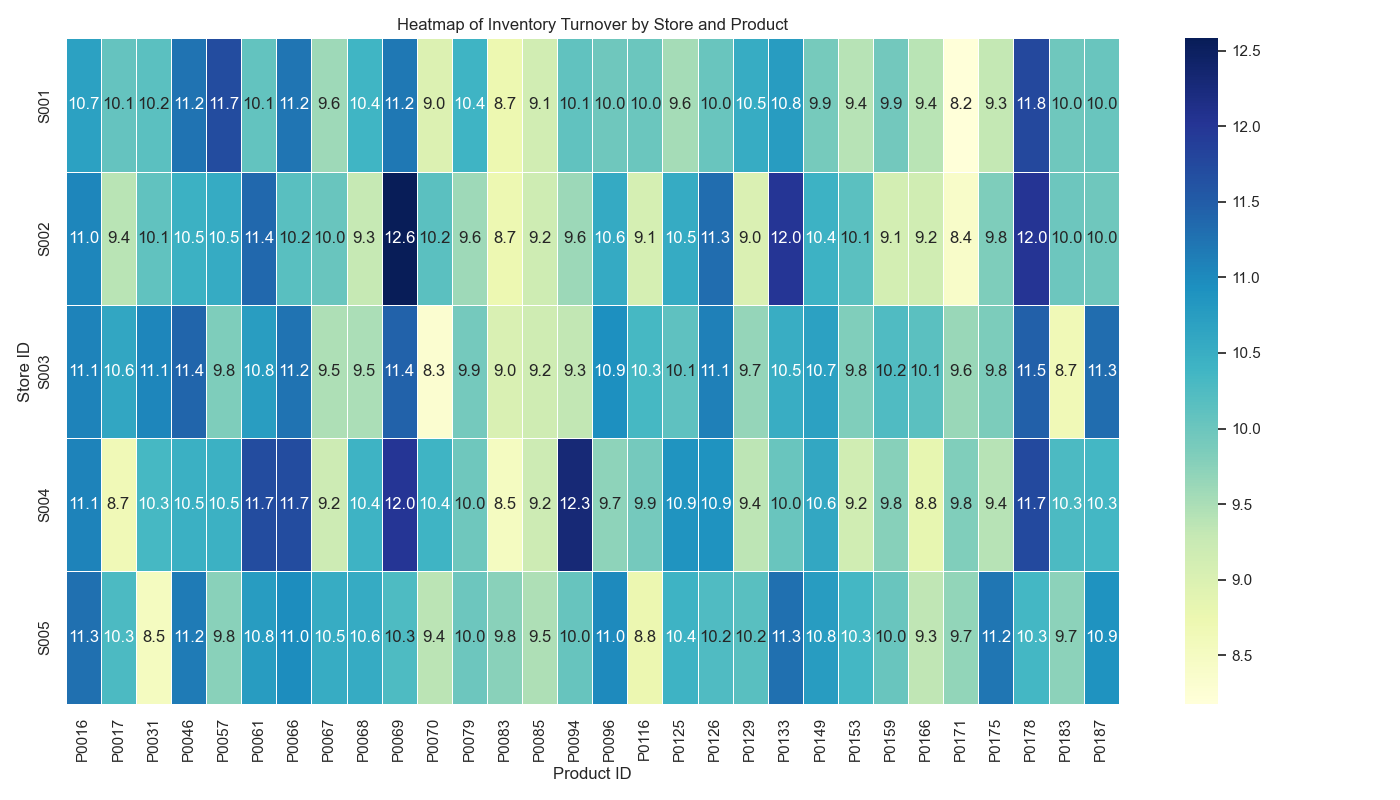 Heatmap of Inventory Turnover by Store and Product
Store ID
S001 10.7 10.1 10.2 11.2 11.7 10.1 11.2 9.6 10.4 11.2 9.0 10.4 8.7 9.1 10.1 10.0 10.0 9.6 10.0 10.5 10.8 9.9 9.4 9.9 9.4 8.2 9.3 11.8 10.0 10.0
S002 11.0 9.4 10.1 10.5 10.5 11.4 10.2 10.0 9.3 12.6 10.2 9.6 8.7 9.2 9.6 10.6 9.1 10.5 11.3 9.0 12.0 10.4 10.1 9.1 9.2 8.4 9.8 12.0 10.0 10.0
S003 11.1 10.6 11.1 11.4 9.8 10.8 11.2 9.5 9.5 11.4 8.3 9.9 9.0 9.2 9.3 10.9 10.3 10.1 11.1 9.7 10.5 10.7 9.8 10.2 10.1 9.6 9.8 11.5 8.7 11.3
S004 11.1 8.7 10.3 10.5 10.5 11.7 11.7 9.2 10.4 12.0 10.4 10.0 8.5 9.2 12.3 9.7 9.9 10.9 10.9 9.4 10.0 10.6 9.2 9.8 8.8 9.8 9.4 11.7 10.3 10.3
S005 11.3 10.3 8.5 11.2 9.8 10.8 11.0 10.5 10.6 10.3 9.4 10.0 9.8 9.5 10.0 11.0 8.8 10.4 10.2 10.2 11.3 10.8 10.3 10.0 9.3 9.7 11.2 10.3 9.7 10.9
P0016 P0017 P0031 P0046 P0057 P0061 P0066 P0067 P0068 P0069 P0070 P0079 P0083 P0085 P0094 P0096 P0116 P0125 P0126 P0129 P0133 P0149 P0153 P0159 P0166 P0171 P0175 P0178 P0183 P0187
Product ID
12.5
12.0
11.5
11.0
10.5
10.0
9.5
9.0
8.5